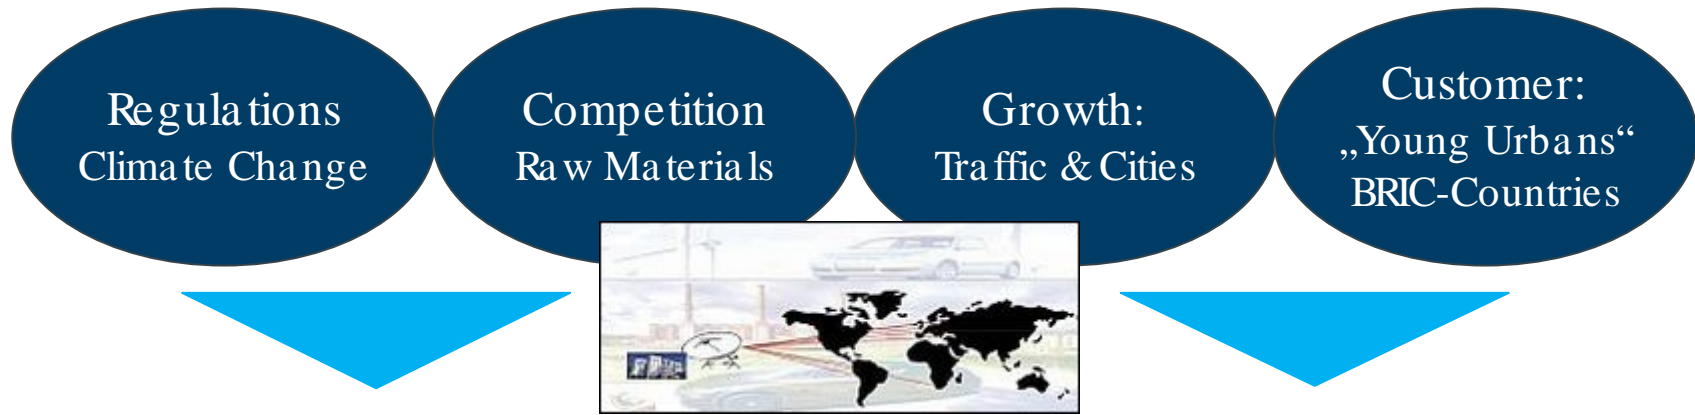 Regulations
Climate Change
Competition
Raw Materials
Growth:
Traffic & Cities
Customer:
„Young Urbans“
BRIC-Countries